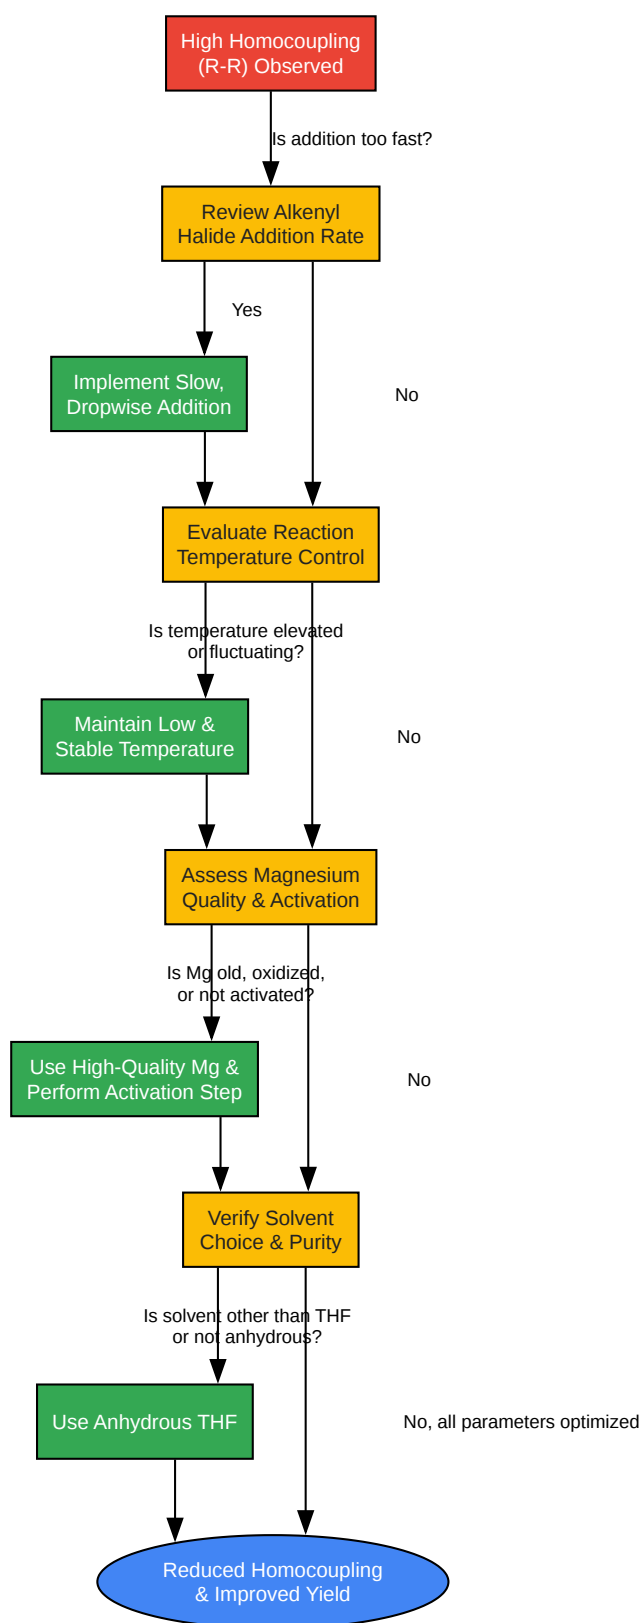 High Homocoupling
(R-R) Observed
Is addition too fast?
Review Alkenyl
Halide Addition Rate
Yes
Implement Slow,
Dropwise Addition
No
Evaluate Reaction
Temperature Control
Is temperature elevated
or fluctuating?
Maintain Low &
Stable Temperature
No
Assess Magnesium
Quality & Activation
Is Mg old, oxidized,
or not activated?
Use High-Quality Mg &
Perform Activation Step
No
Verify Solvent
Choice & Purity
Is solvent other than THF
or not anhydrous?
Use Anhydrous THF
No, all parameters optimized
Reduced Homocoupling
& Improved Yield